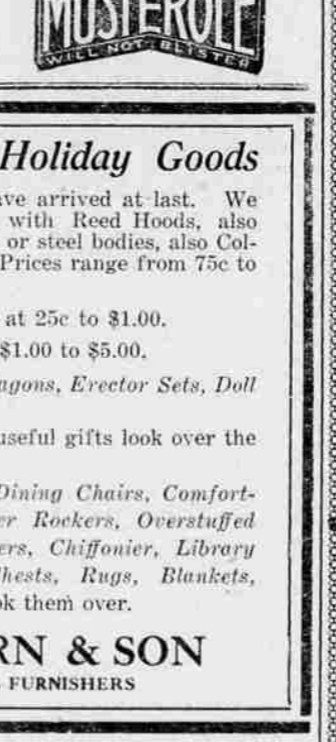 MUSTEROLE
WILL NOT BLISTER
Holiday Goods
ve arrived at last. We
with Reed Hoods, also
or steel bodies, also Col-
Prices range from 75c to
at 25c to $1.00.
$1.00 to $5.00.
agons, Erector Sets, Doll
useful gifts look over the
Dining Chairs, Comfort-
er Rockers, Overstuffed
ers, Chiffonier, Library
hests, Rugs, Blankets,
ok them over.
RN & SON
FURNISHERS